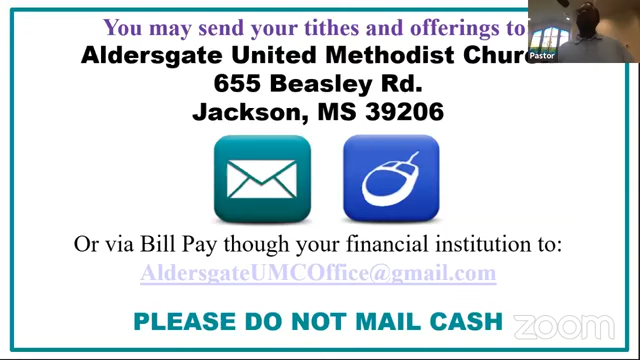 You may send your tithes and offerings to
Aldersgate United Methodist Chur
655 Beasley Rd.
Jackson, MS 39206
Or via Bill Pay though your financial institution to:
AldersgateUMCOffice@gmail.com
PLEASE DO NOT MAIL CASH
Pastor
zoom